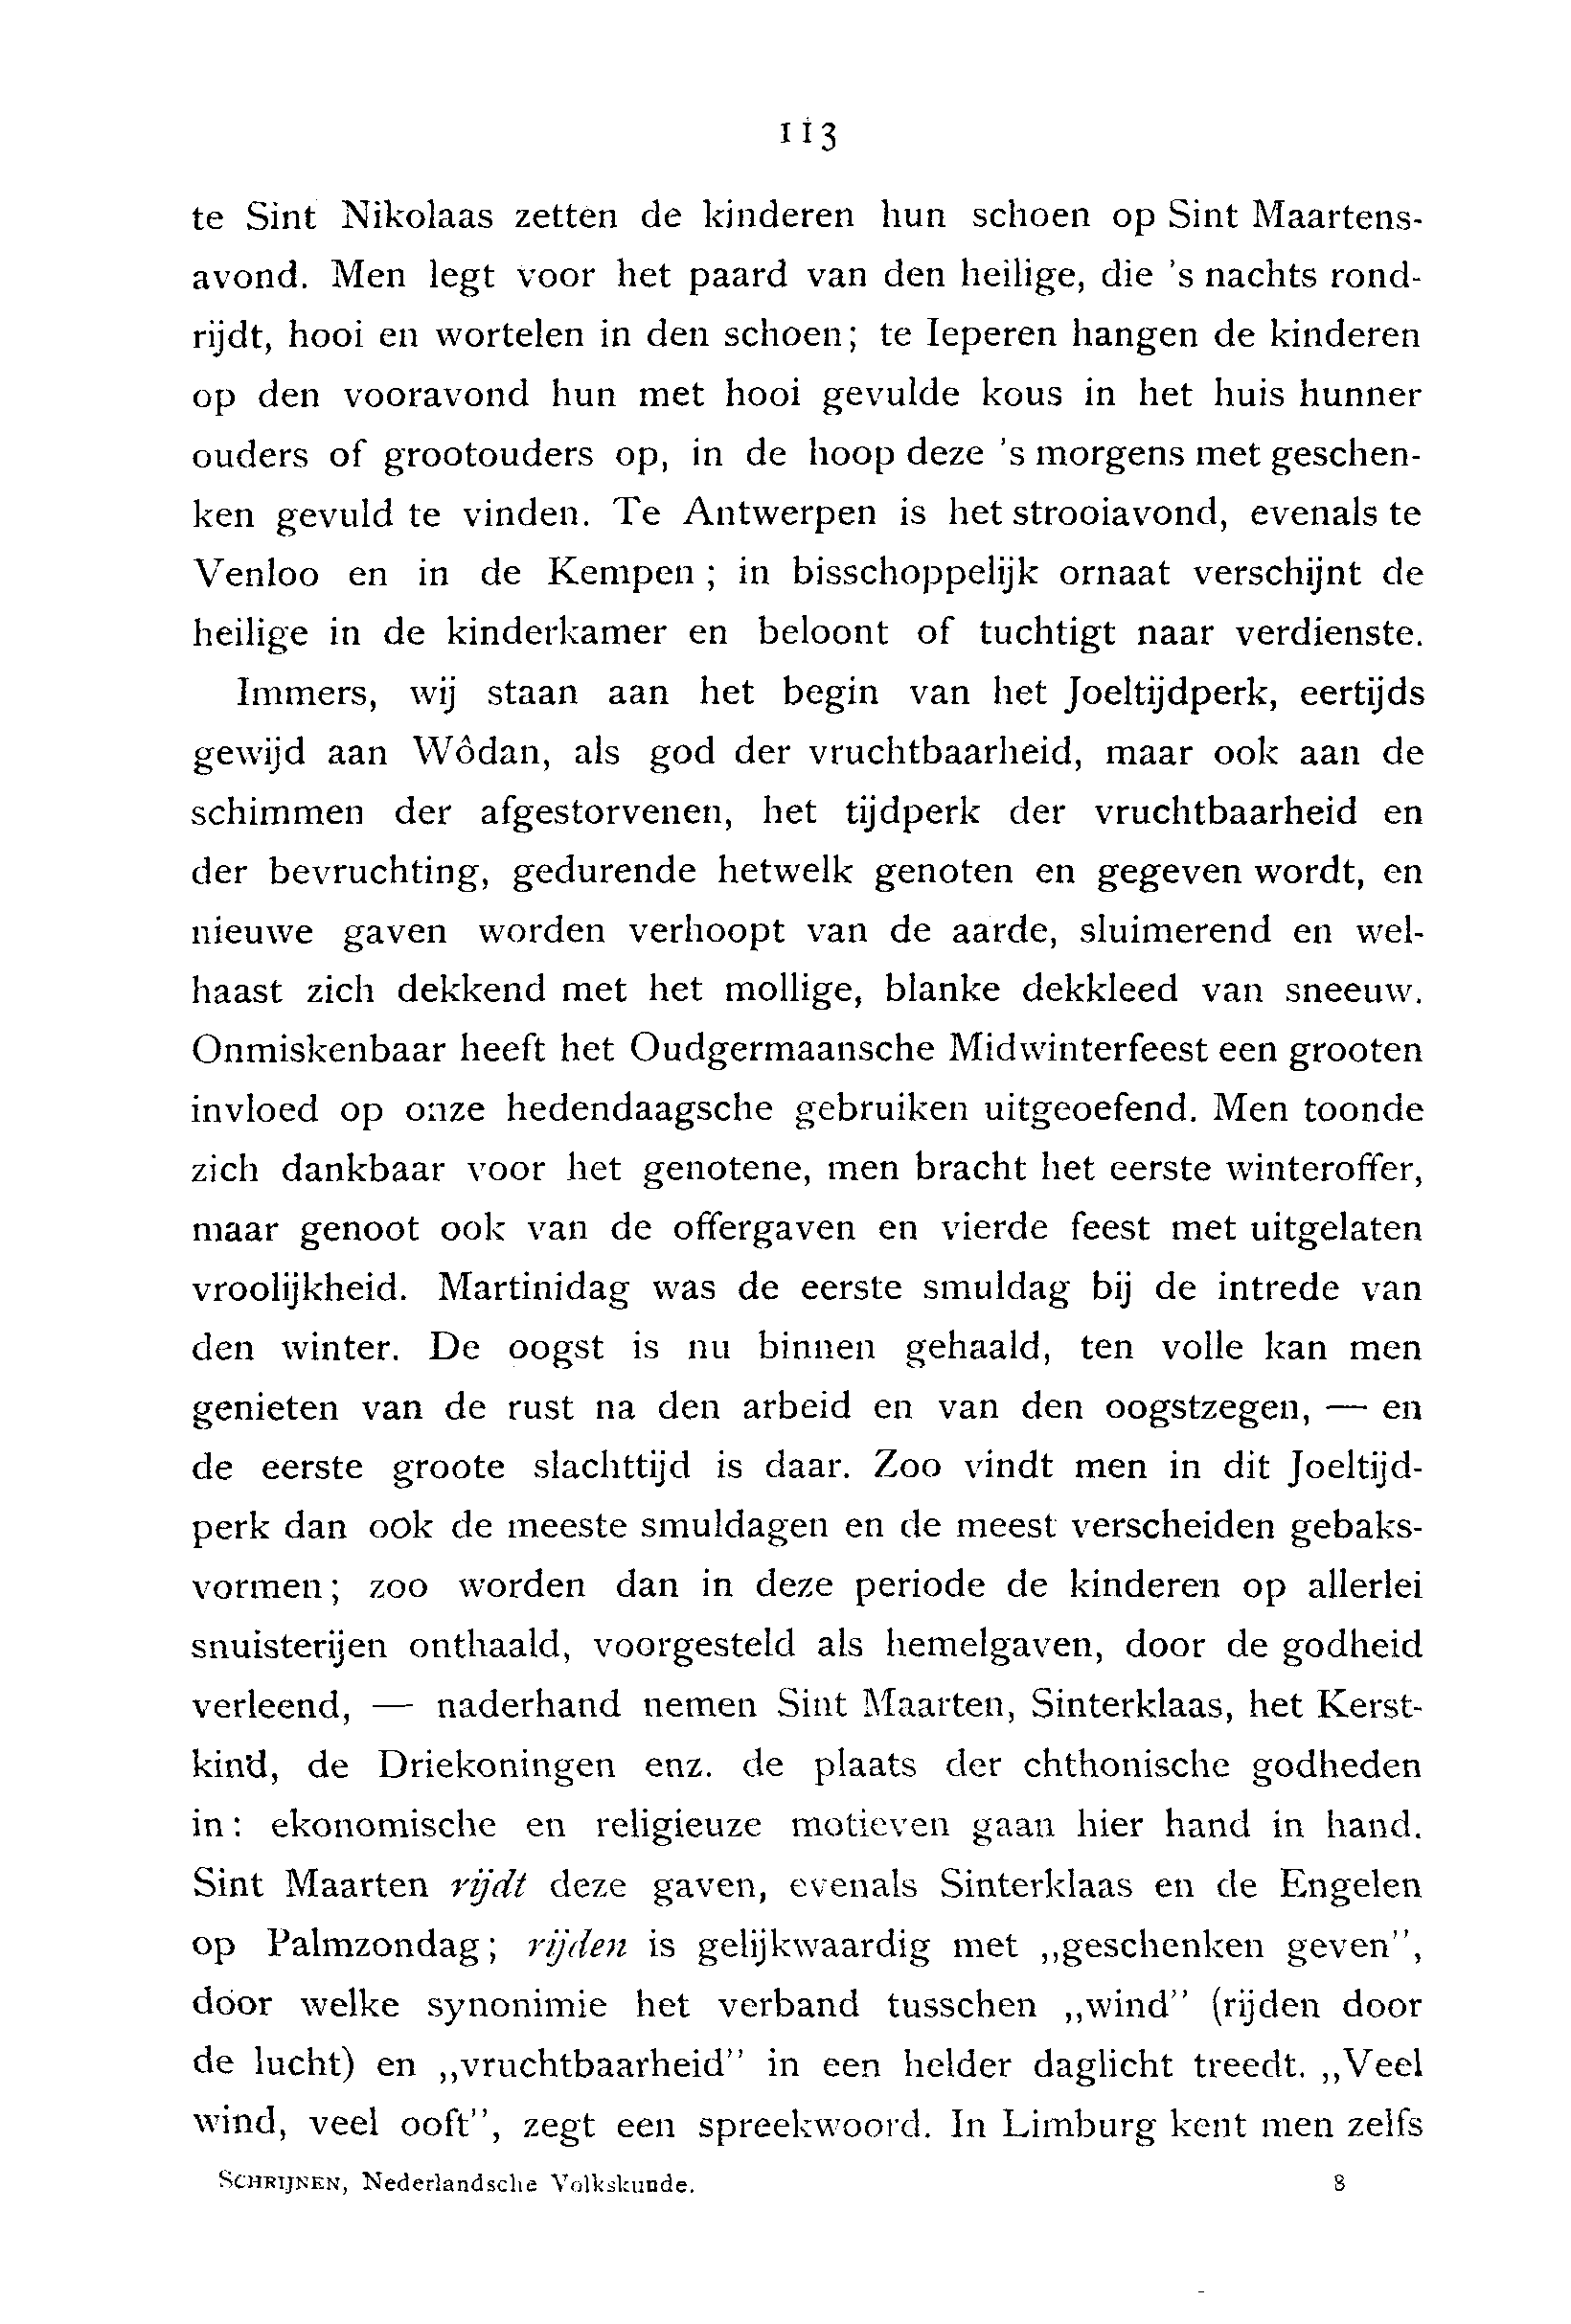 113
te Sint Nikolaas zetten de kinderen hun schoen op Sint Maartens-
avond. Men legt voor het paard van den heilige, die 's nachts rond-
rijdt, hooi en wortelen in den schoen; te Ieperen hangen de kinderen
op den vooravond hun met hooi gevulde kous in het huis hunner
ouders of grootouders op, in de hoop deze 's morgens met geschen-
ken gevuld te vinden. Te Antwerpen is het strooiavond, evenals te
Venloo en in de Kempen; in bisschoppelijk ornaat verschijnt de
heilige in de kinderkamer en beloont of tuchtigt naar verdienste.
Immers, wij staan aan het begin van het Joeltijdperk, eertijds
gewijd aan Wôdan, als god der vruchtbaarheid, maar ook aan de
schimmen der afgestorvenen, het tijdperk der vruchtbaarheid en
der bevruchting, gedurende hetwelk genoten en gegeven wordt, en
nieuwe gaven worden verhoopt van de aarde, sluimerend en wel-
haast zich dekkend met het mollige, blanke dekkleed van sneeuw.
Onmiskenbaar heeft het Oudgermaansche Midwinterfeest een grooten
invloed op onze hedendaagsche gebruiken uitgeoefend. Men toonde
zich dankbaar voor het genotene, men bracht het eerste winteroffer,
maar genoot ook van de offergaven en vierde feest met uitgelaten
vroolijkheid. Martinidag was de eerste smuldag bij de intrede van
den winter. De oogst is nu binnen gehaald, ten volle kan men
genieten van de rust na den arbeid en van den oogstzegen, — en
de eerste groote slachttijd is daar. Zoo vindt men in dit Joeltijd-
perk dan ook de meeste smuldagen en de meest verscheiden gebaks-
vormen; zoo worden dan in deze periode de kinderen op allerlei
snuisterijen onthaald, voorgesteld als hemelgaven, door de godheid
verleend, — naderhand nemen Sint Maarten, Sinterklaas, het Kerst-
kind, de Driekoningen enz. de plaats der chthonische godheden
in: ekonomische en religieuze motieven gaan hier hand in hand.
Sint Maarten rijdt deze gaven, evenals Sinterklaas en de Engelen
op Palmzondag; rijden is gelijkwaardig met „geschenken geven”,
door welke synonimie het verband tusschen „wind” (rijden door
de lucht) en „vruchtbaarheid” in een helder daglicht treedt. „Veel
wind, veel ooft”, zegt een spreekwoord. In Limburg kent men zelfs
SCHRIJNEN, Nederlandsche Volkskunde. 8